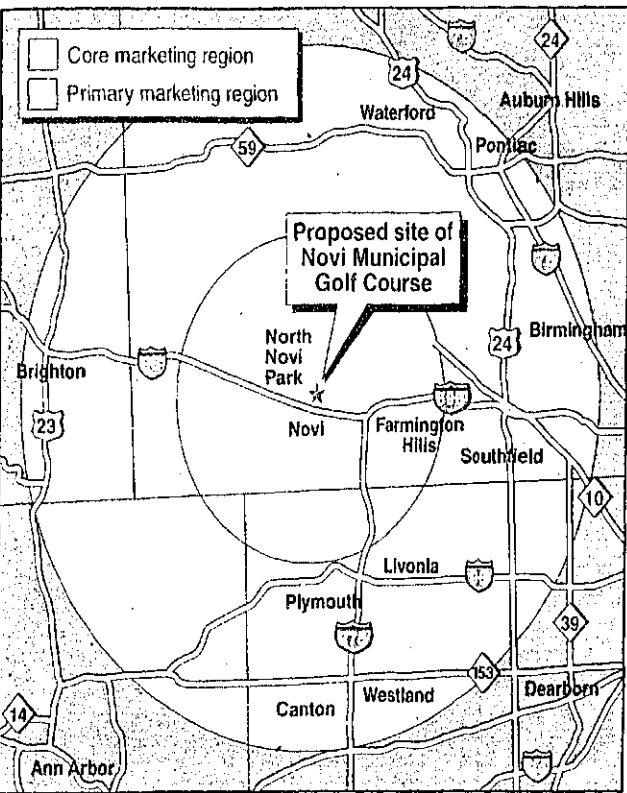 Core marketing region
Primary marketing region
24
24
Auburn Hills
Waterford
Pontiac
59
Proposed site of
Novi Municipal
Golf Course
24
Birmingham
North
Novi
Park
Brighton
23
Novi
Farmington
Hills
Southfield
10
Livonia
Plymouth
39
153
Dearborn
Westland
Canton
14
Ann Arbor